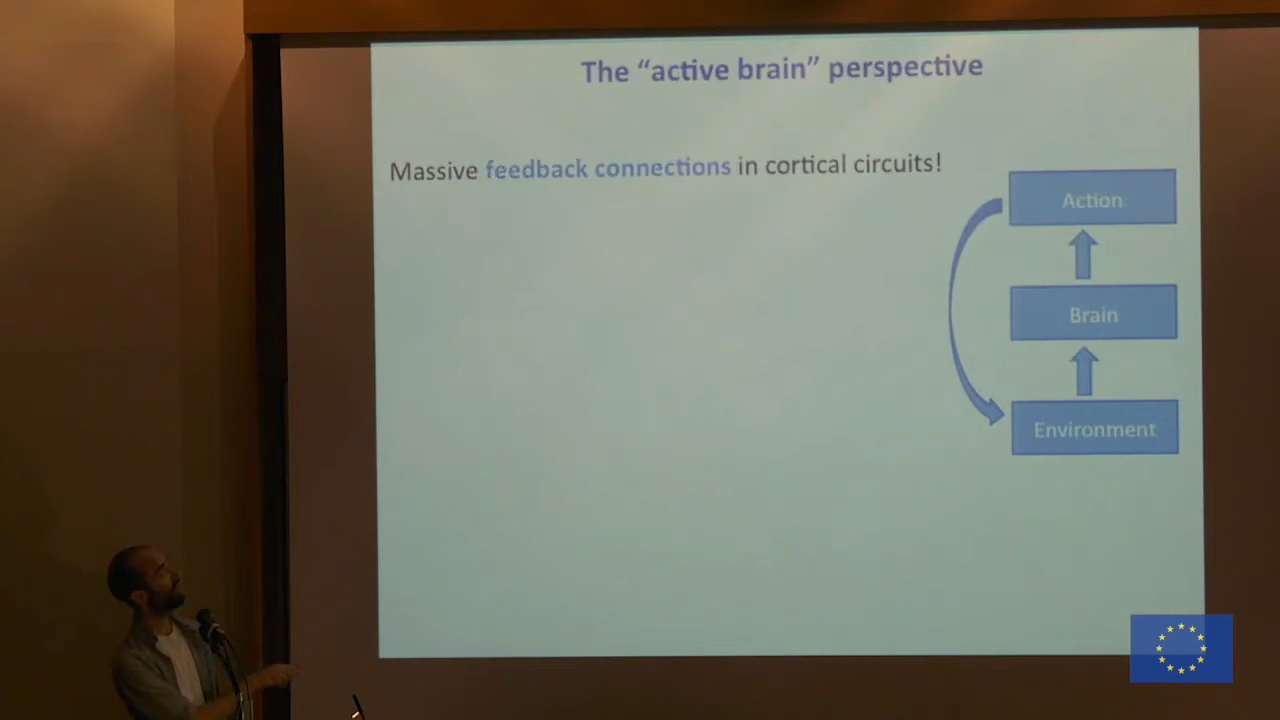 The “active brain” perspective
Massive feedback connections in cortical circuits!
Action
Brain
Environment